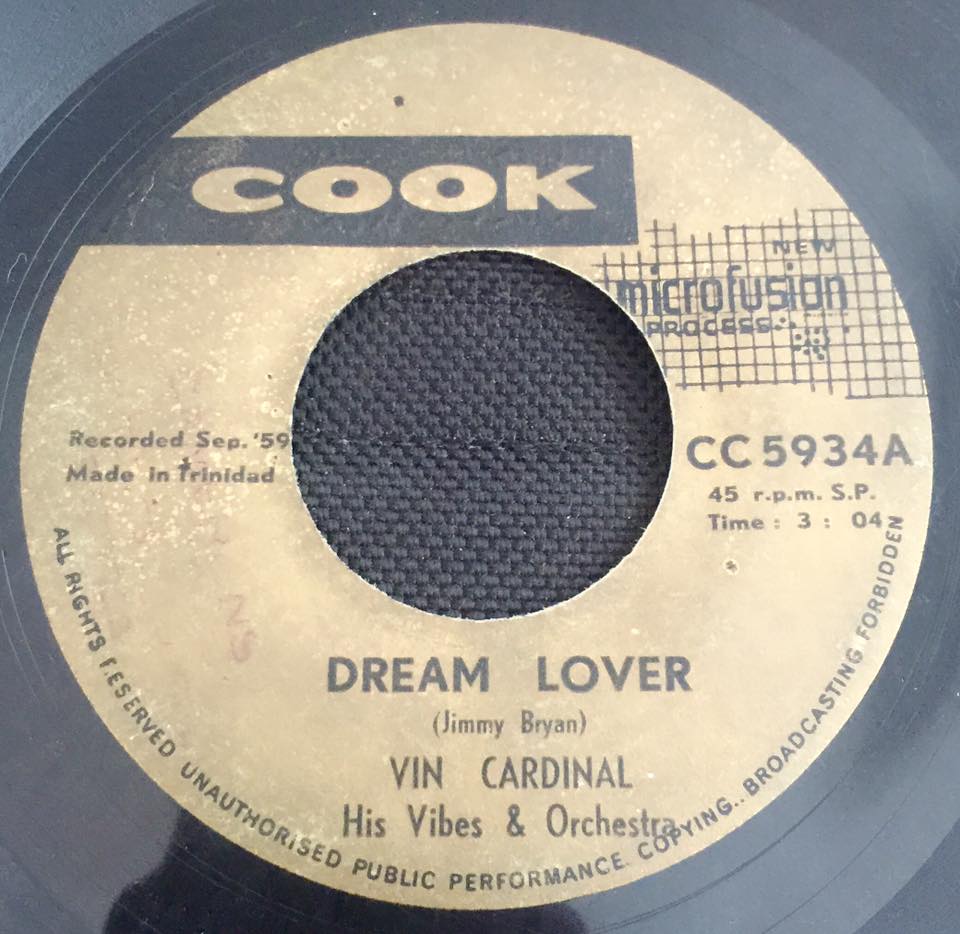 COOK
NEW
microfusion
PROCESS
Recorded Sep. '59
Made in Trinidad
CC 5934A
45 r.p.m. S.P.
Time : 3 : 04
DREAM LOVER
(Jimmy Bryan)
VIN CARDINAL
His Vibes & Orchestra
ALL RIGHTS RESERVED UNAUTHORISED PUBLIC PERFORMANCE. COPYING.. BROADCASTING FORBIDDEN